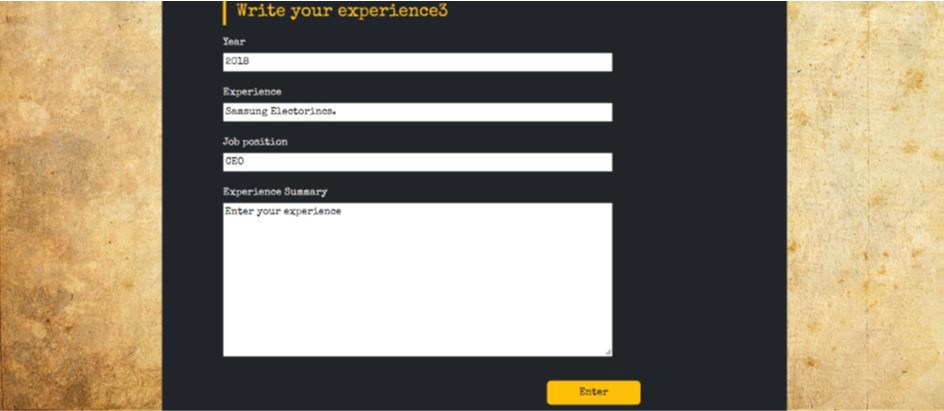 Write your experience3
Year
2018
Experience
Samsung Electorincs.
Job position
CEO
Experience Summary
Enter your experience
Enter